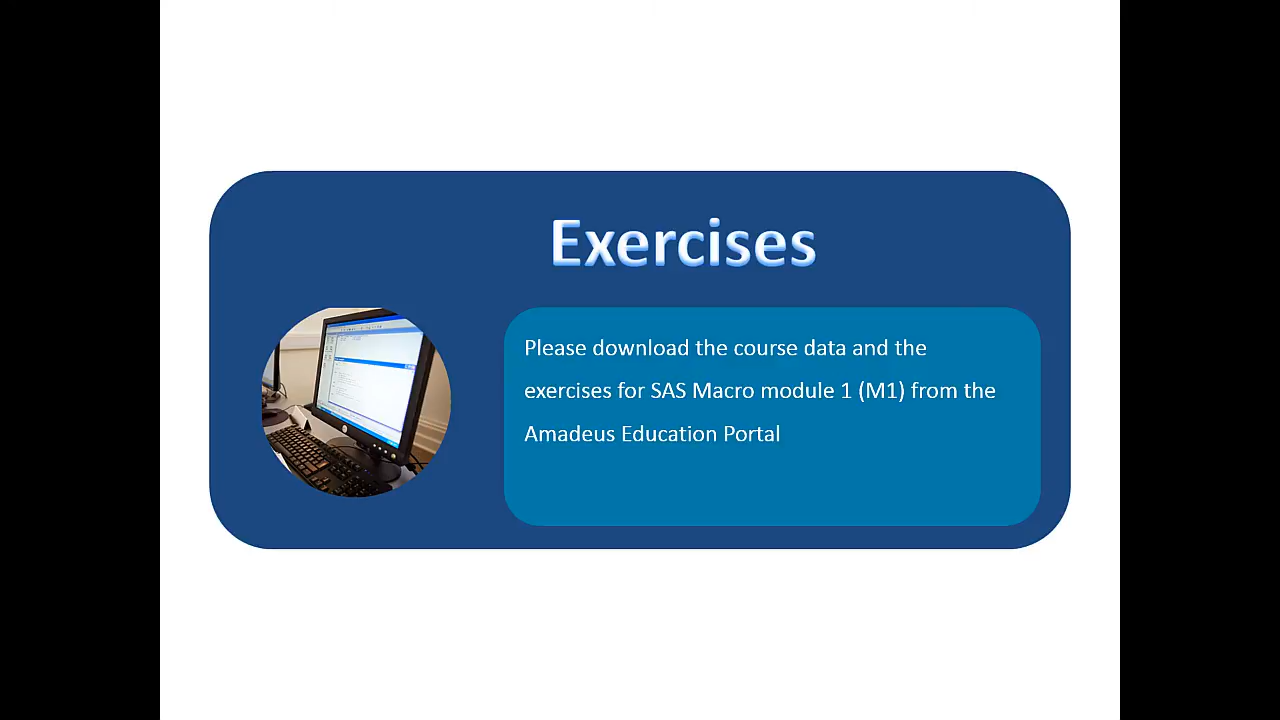 Exercises
Please download the course data and the
exercises for SAS Macro module 1 (M1) from the
Amadeus Education Portal